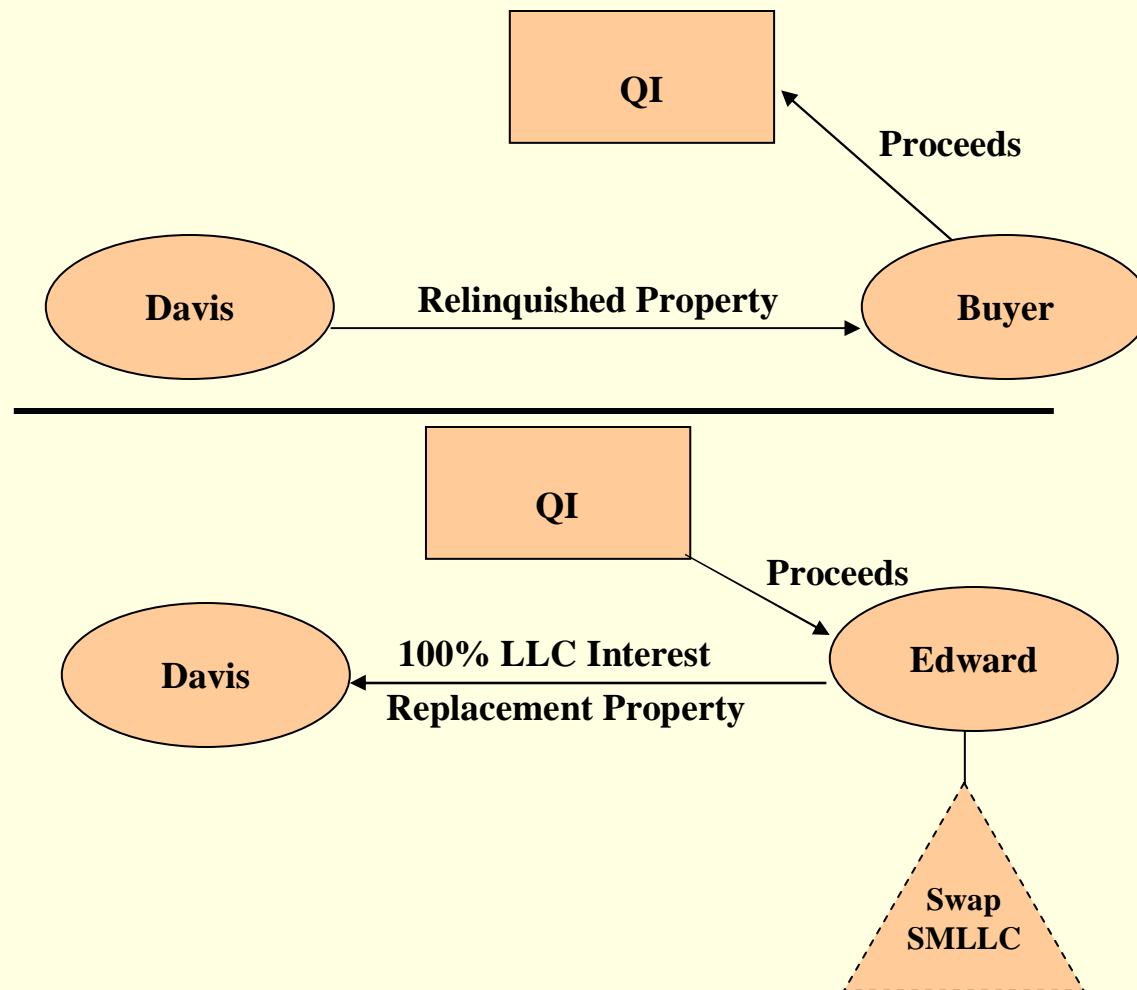 QI
Proceeds
Davis
Relinquished Property
Buyer
QI
Proceeds
Davis
100% LLC Interest
Replacement Property
Edward
Swap
SMLLC